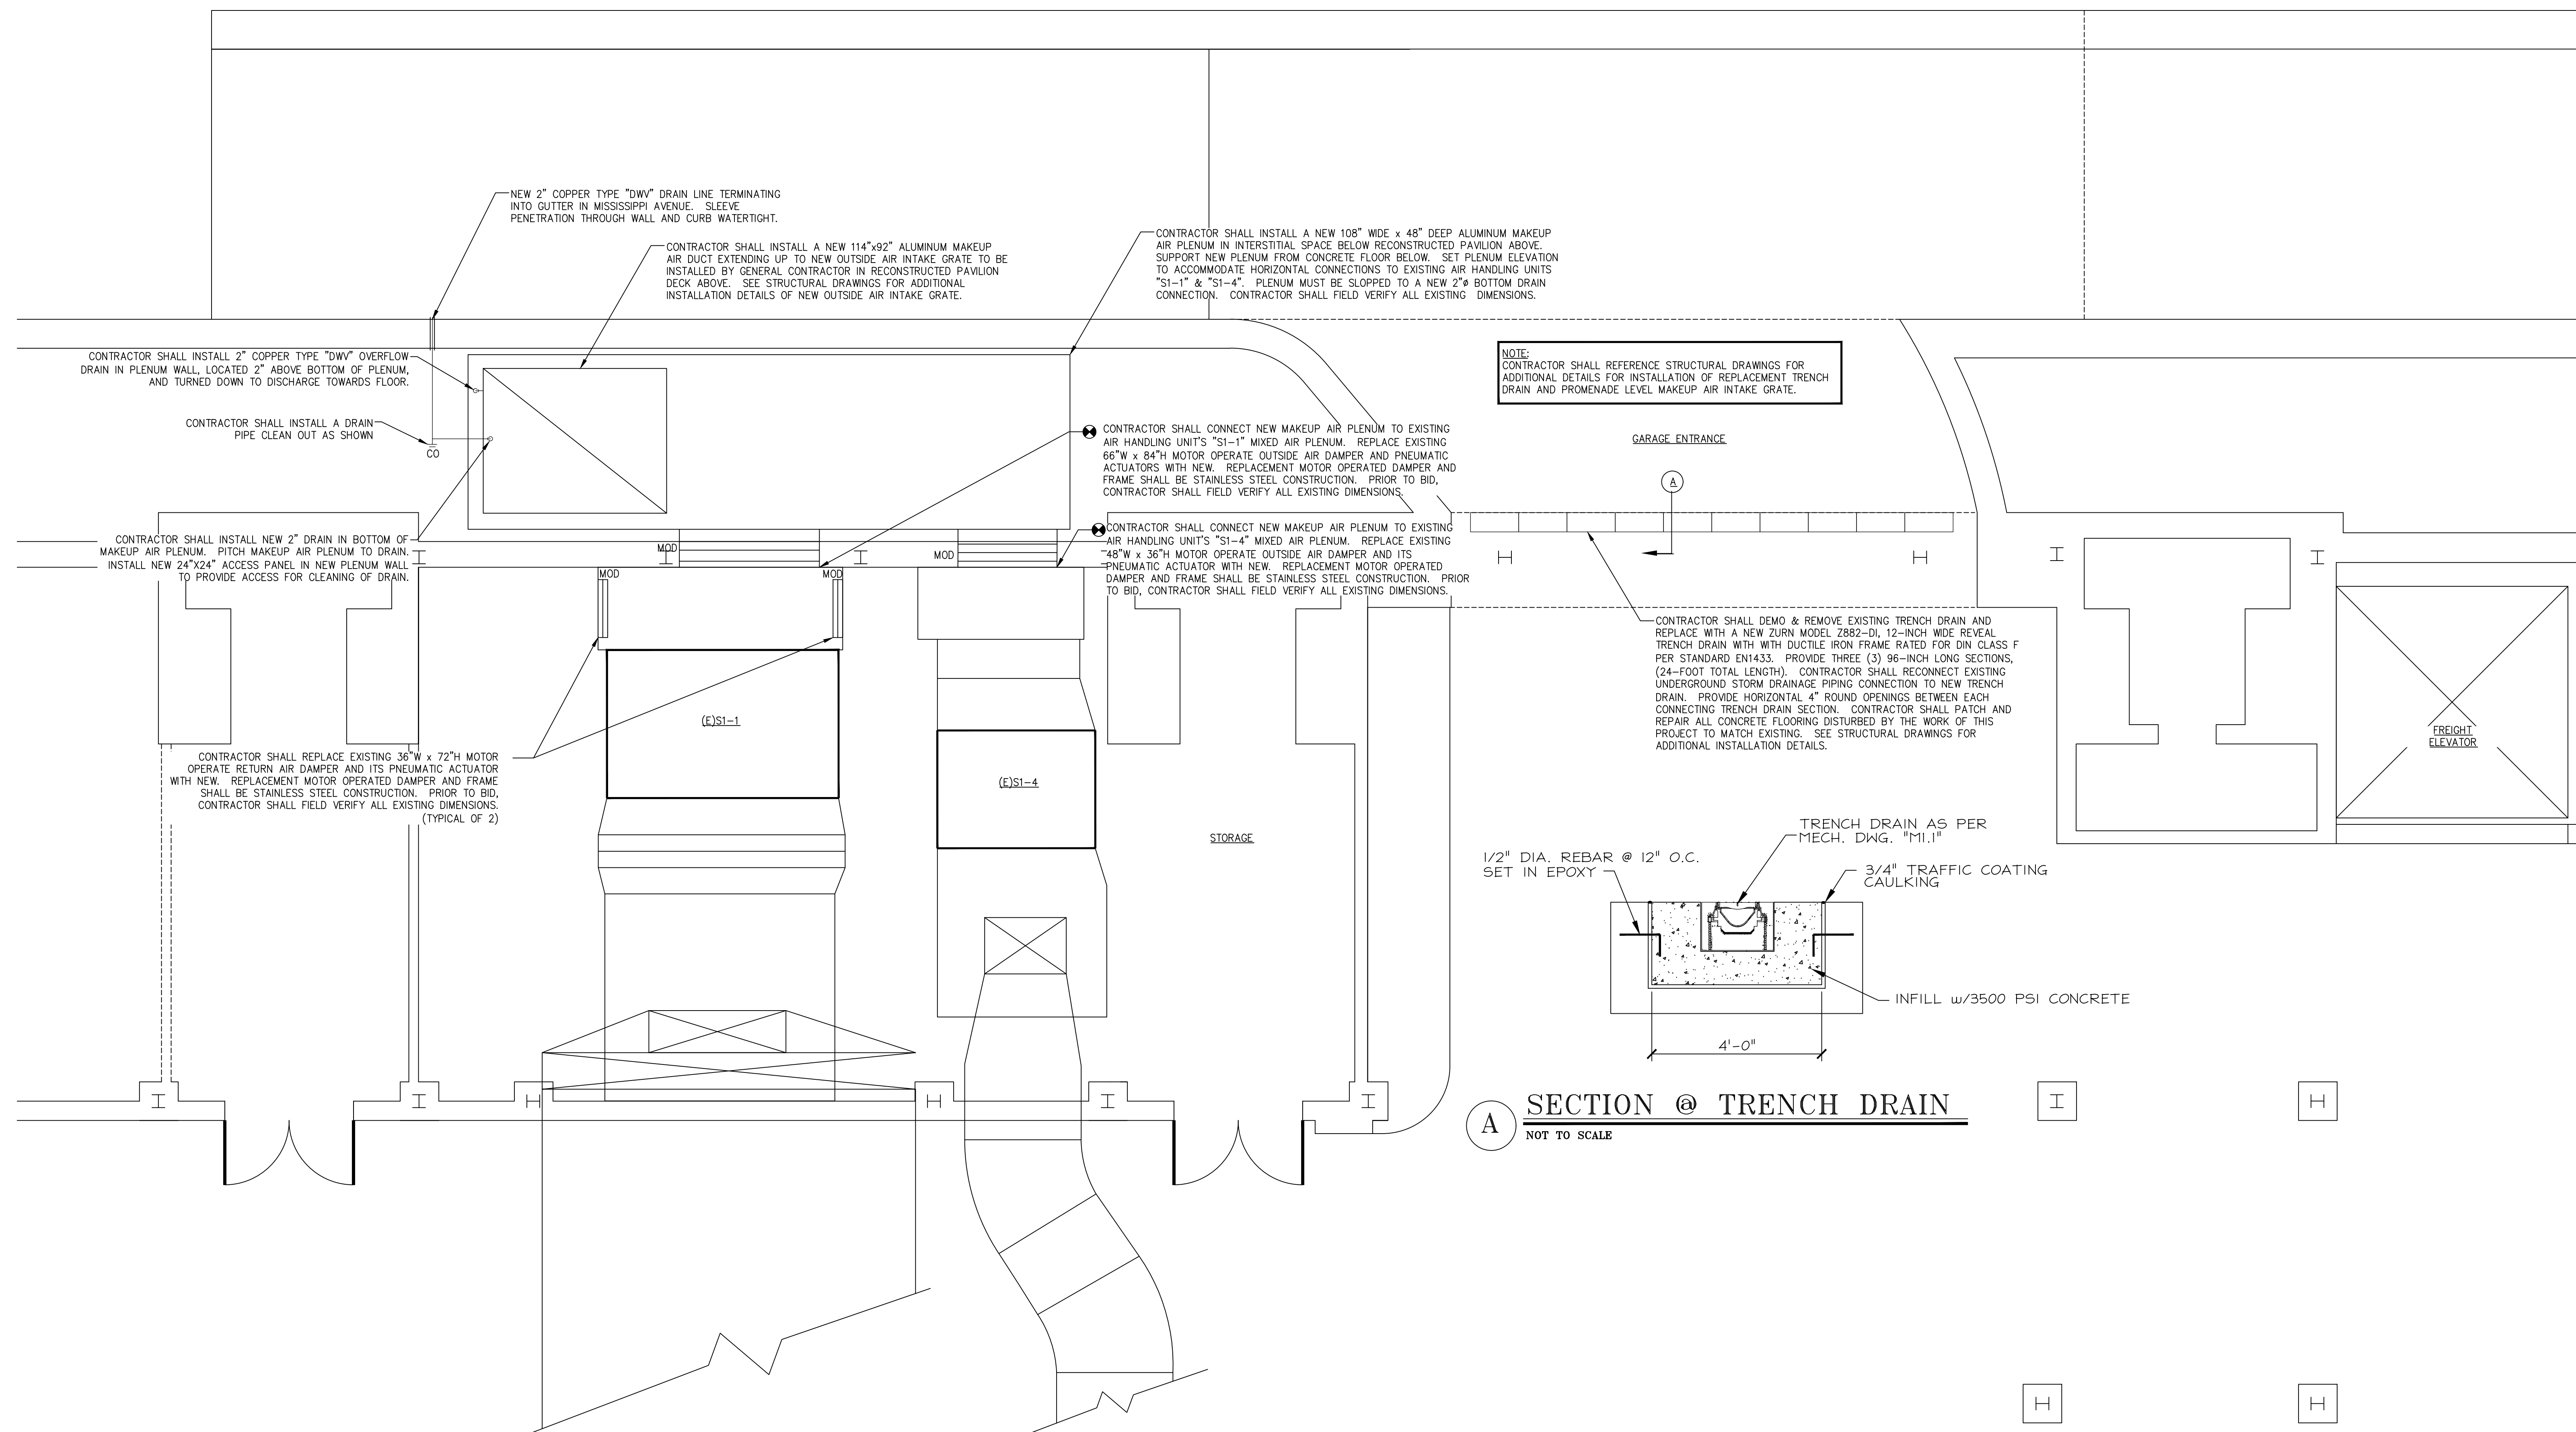 NEW 2" COPPER TYPE "DWV" DRAIN LINE TERMINATING
INTO GUTTER IN MISSISSIPPI AVENUE. SLEEVE
PENETRATION THROUGH WALL AND CURB WATERTIGHT.
CONTRACTOR SHALL INSTALL A NEW 114"x92" ALUMINUM MAKEUP
AIR DUCT EXTENDING UP TO NEW OUTSIDE AIR INTAKE GRATE TO BE
INSTALLED BY GENERAL CONTRACTOR IN RECONSTRUCTED PAVILION
DECK ABOVE. SEE STRUCTURAL DRAWINGS FOR ADDITIONAL
INSTALLATION DETAILS OF NEW OUTSIDE AIR INTAKE GRATE.
CONTRACTOR SHALL INSTALL A NEW 108" WIDE x 48" DEEP ALUMINUM MAKEUP
AIR PLENUM IN INTERSTITIAL SPACE BELOW RECONSTRUCTED PAVILION ABOVE.
SUPPORT NEW PLENUM FROM CONCRETE FLOOR BELOW. SET PLENUM ELEVATION
TO ACCOMMODATE HORIZONTAL CONNECTIONS TO EXISTING AIR HANDLING UNITS
"S1-1" & "S1-4". PLENUM MUST BE SLOPPED TO A NEW 2"ø BOTTOM DRAIN
CONNECTION. CONTRACTOR SHALL FIELD VERIFY ALL EXISTING DIMENSIONS.
CONTRACTOR SHALL INSTALL 2" COPPER TYPE "DWV" OVERFLOW
DRAIN IN PLENUM WALL, LOCATED 2" ABOVE BOTTOM OF PLENUM,
AND TURNED DOWN TO DISCHARGE TOWARDS FLOOR.
CONTRACTOR SHALL INSTALL A DRAIN
PIPE CLEAN OUT AS SHOWN
CO
NOTE:
CONTRACTOR SHALL REFERENCE STRUCTURAL DRAWINGS FOR
ADDITIONAL DETAILS FOR INSTALLATION OF REPLACEMENT TRENCH
DRAIN AND PROMENADE LEVEL MAKEUP AIR INTAKE GRATE.
GARAGE ENTRANCE
A
CONTRACTOR SHALL CONNECT NEW MAKEUP AIR PLENUM TO EXISTING
AIR HANDLING UNIT'S "S1-1" MIXED AIR PLENUM. REPLACE EXISTING
66"W x 84"H MOTOR OPERATE OUTSIDE AIR DAMPER AND PNEUMATIC
ACTUATORS WITH NEW. REPLACEMENT MOTOR OPERATED DAMPER AND
FRAME SHALL BE STAINLESS STEEL CONSTRUCTION. PRIOR TO BID,
CONTRACTOR SHALL FIELD VERIFY ALL EXISTING DIMENSIONS.
CONTRACTOR SHALL CONNECT NEW MAKEUP AIR PLENUM TO EXISTING
AIR HANDLING UNIT'S "S1-4" MIXED AIR PLENUM. REPLACE EXISTING
48"W x 36"H MOTOR OPERATE OUTSIDE AIR DAMPER AND ITS
PNEUMATIC ACTUATOR WITH NEW. REPLACEMENT MOTOR OPERATED
DAMPER AND FRAME SHALL BE STAINLESS STEEL CONSTRUCTION. PRIOR
TO BID, CONTRACTOR SHALL FIELD VERIFY ALL EXISTING DIMENSIONS.
CONTRACTOR SHALL INSTALL NEW 2" DRAIN IN BOTTOM OF
MAKEUP AIR PLENUM. PITCH MAKEUP AIR PLENUM TO DRAIN.
INSTALL NEW 24"X24" ACCESS PANEL IN NEW PLENUM WALL
TO PROVIDE ACCESS FOR CLEANING OF DRAIN.
MOD
MOD
MOD
MOD
CONTRACTOR SHALL DEMO & REMOVE EXISTING TRENCH DRAIN AND
REPLACE WITH A NEW ZURN MODEL Z882-DI, 12-INCH WIDE REVEAL
TRENCH DRAIN WITH WITH DUCTILE IRON FRAME RATED FOR DIN CLASS F
PER STANDARD EN1433. PROVIDE THREE (3) 96-INCH LONG SECTIONS,
(24-FOOT TOTAL LENGTH). CONTRACTOR SHALL RECONNECT EXISTING
UNDERGROUND STORM DRAINAGE PIPING CONNECTION TO NEW TRENCH
DRAIN. PROVIDE HORIZONTAL 4" ROUND OPENINGS BETWEEN EACH
CONNECTING TRENCH DRAIN SECTION. CONTRACTOR SHALL PATCH AND
REPAIR ALL CONCRETE FLOORING DISTURBED BY THE WORK OF THIS
PROJECT TO MATCH EXISTING. SEE STRUCTURAL DRAWINGS FOR
ADDITIONAL INSTALLATION DETAILS.
(E)S1-1
(E)S1-4
FREIGHT
ELEVATOR
CONTRACTOR SHALL REPLACE EXISTING 36"W x 72"H MOTOR
OPERATE RETURN AIR DAMPER AND ITS PNEUMATIC ACTUATOR
WITH NEW. REPLACEMENT MOTOR OPERATED DAMPER AND FRAME
SHALL BE STAINLESS STEEL CONSTRUCTION. PRIOR TO BID,
CONTRACTOR SHALL FIELD VERIFY ALL EXISTING DIMENSIONS.
(TYPICAL OF 2)
STORAGE
TRENCH DRAIN AS PER
MECH. DWG. "M1.1"
1/2" DIA. REBAR @ 12" O.C.
SET IN EPOXY
3/4" TRAFFIC COATING
CAULKING
INFILL w/3500 PSI CONCRETE
4'-0"
A
SECTION @ TRENCH DRAIN
NOT TO SCALE